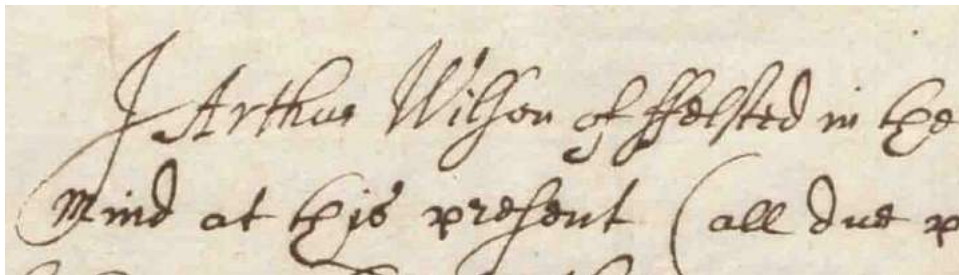 I Arthur Wilson of ffelsted in the
Mind at this present (all due p